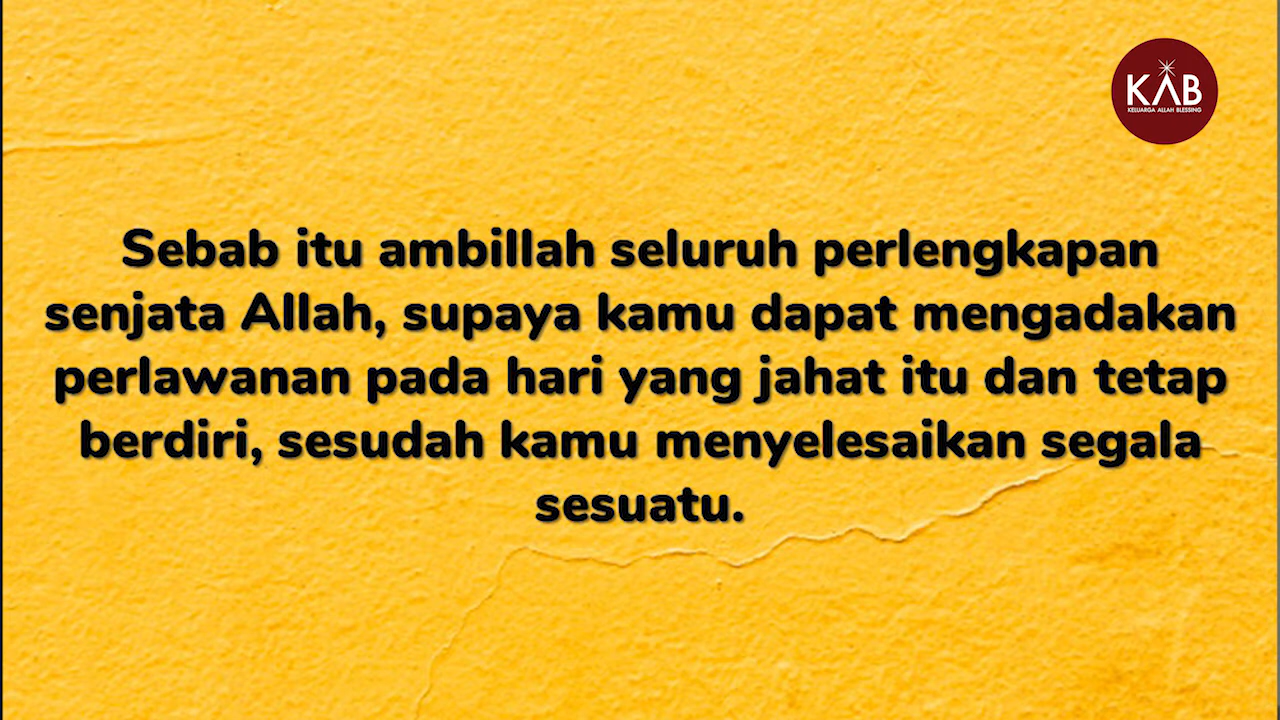 KAB
KELUARGA ALLAH BLESSING
Sebab itu ambillah seluruh perlengkapan
senjata Allah, supaya kamu dapat mengadakan
perlawanan pada hari yang jahat itu dan tetap
berdiri, sesudah kamu menyelesaikan segala
sesuatu.